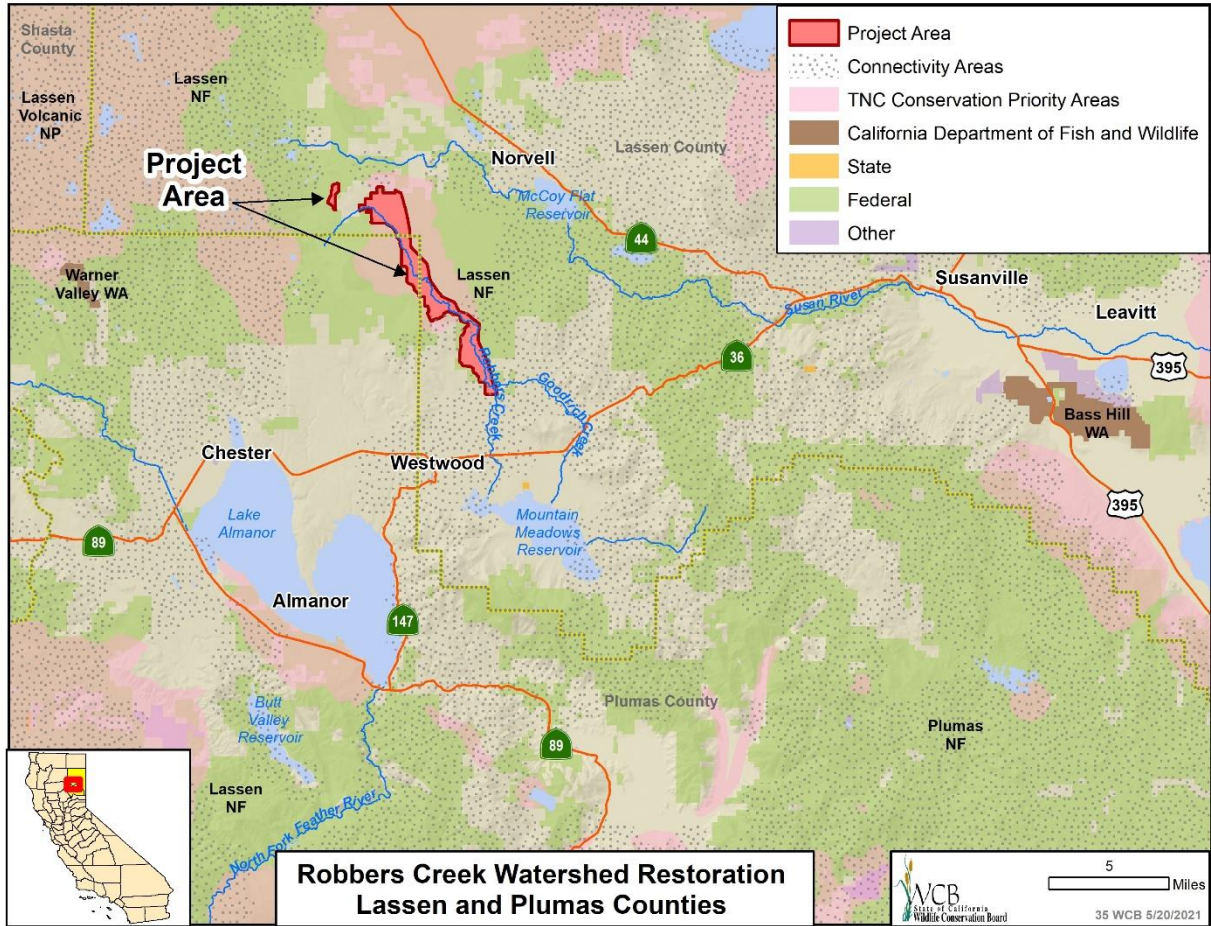 Shasta
County
Lassen
NF
Lassen
Volcanic
NP
Project
Area
Norvell
Lassen County
McCoy Flat
Reservoir
44
Lassen
NF
Warner
Valley WA
Susanville
Leavitt
Susan River
395
36
Bass Hill
WA
395
Robbers Creek
Goodrich Creek
Chester
Westwood
Lake
Almanor
Mountain
Meadows
Reservoir
89
Almanor
147
Butt
Valley
Reservoir
Plumas County
Plumas
NF
89
Lassen
NF
North Fork Feather River
Project Area
Connectivity Areas
TNC Conservation Priority Areas
California Department of Fish and Wildlife
State
Federal
Other
Robbers Creek Watershed Restoration
Lassen and Plumas Counties
WCB
State of California
Wildlife Conservation Board
5
Miles
35 WCB 5/20/2021